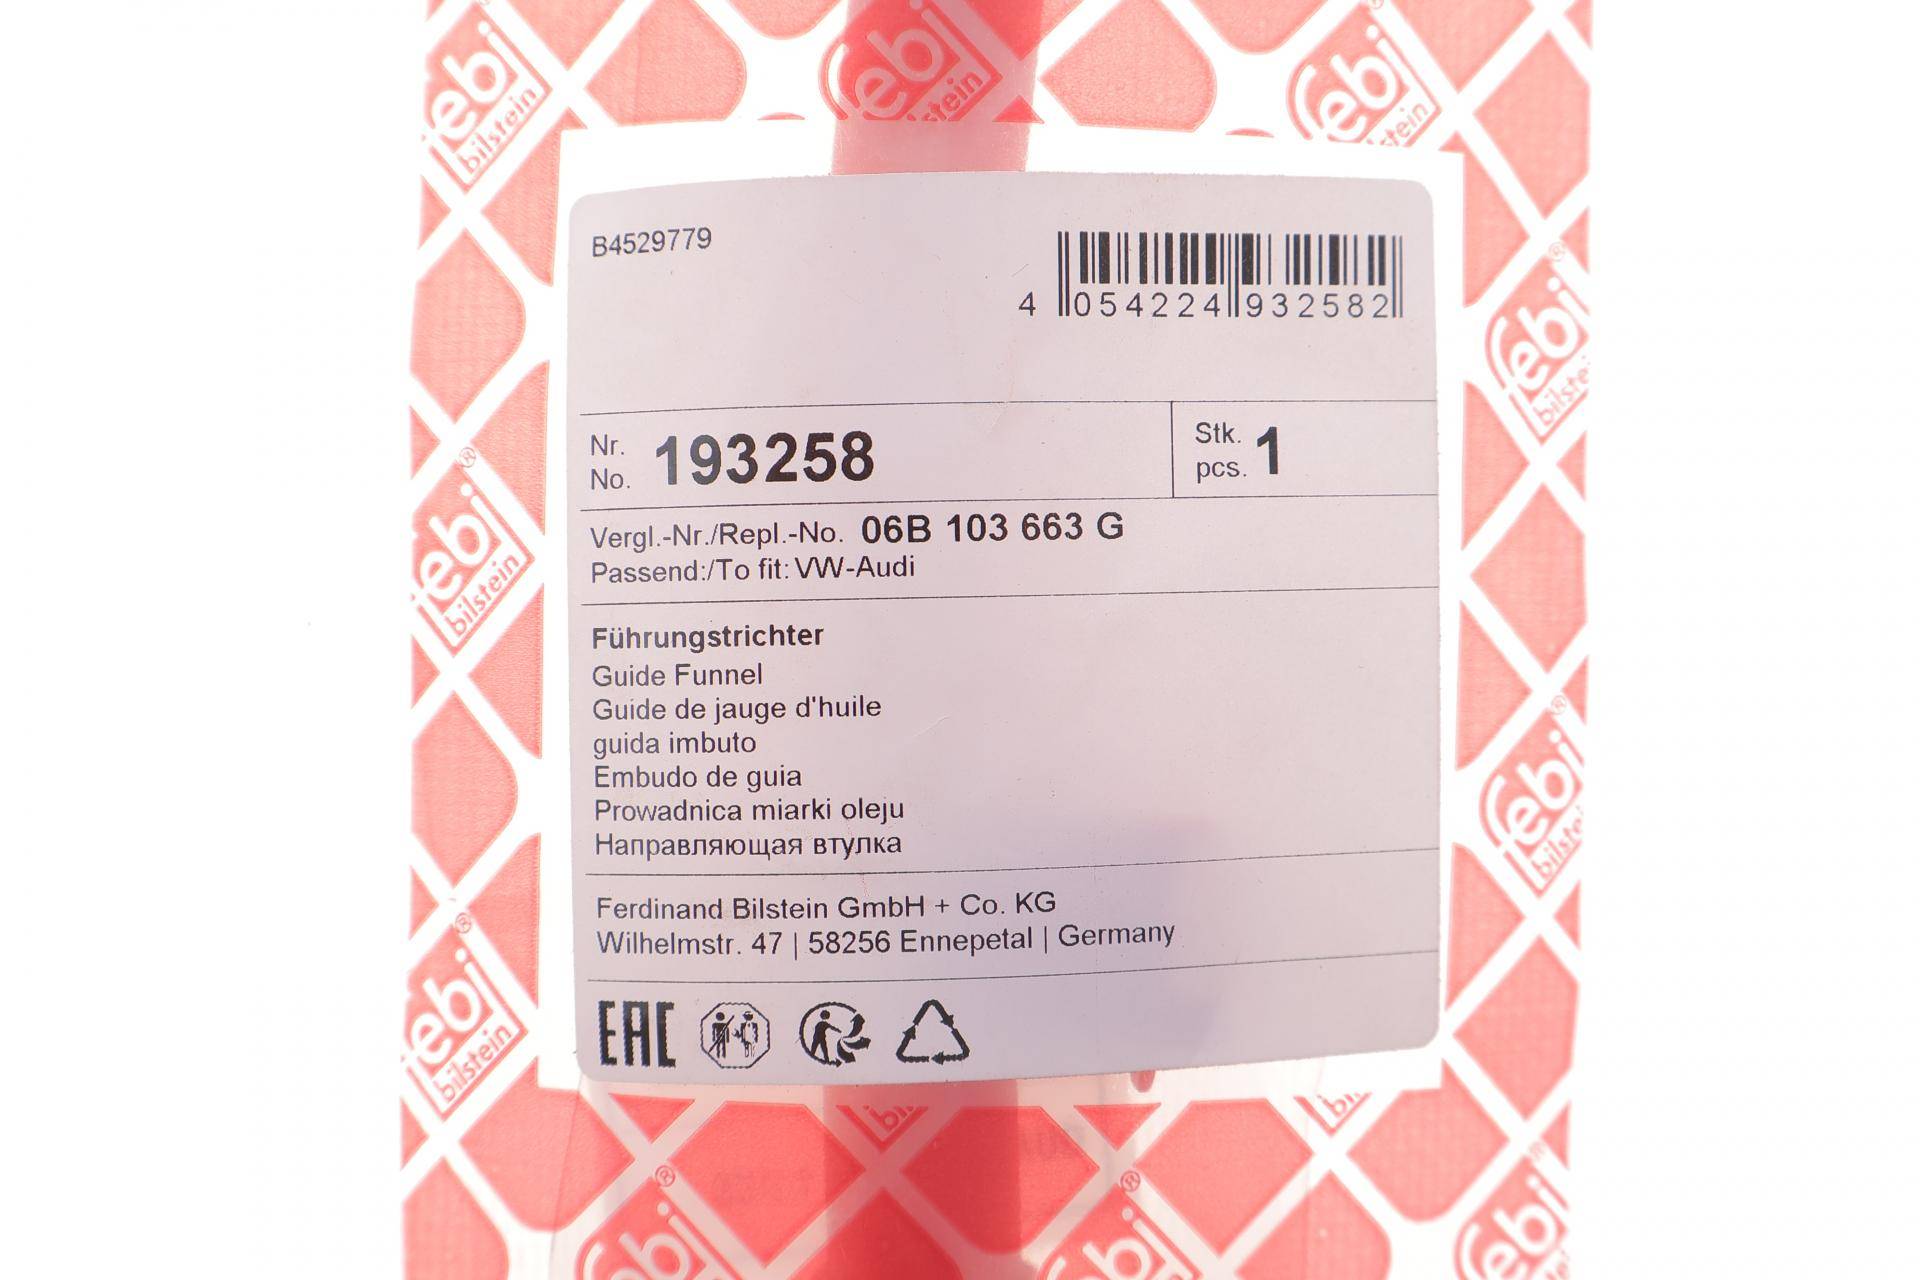 febi
bilstein
B4529779
4 054224 932582
Nr.
No. 193258
Stk.
pcs. 1
Vergl.-Nr./Repl.-No. 06B 103 663 G
Passend:/To fit: VW-Audi
Führungstrichter
Guide Funnel
Guide de jauge d'huile
guida imbuto
Embudo de guia
Prowadnica miarki oleju
Направляющая втулка
Ferdinand Bilstein GmbH + Co. KG
Wilhelmstr. 47 | 58256 Ennepetal | Germany
EAC